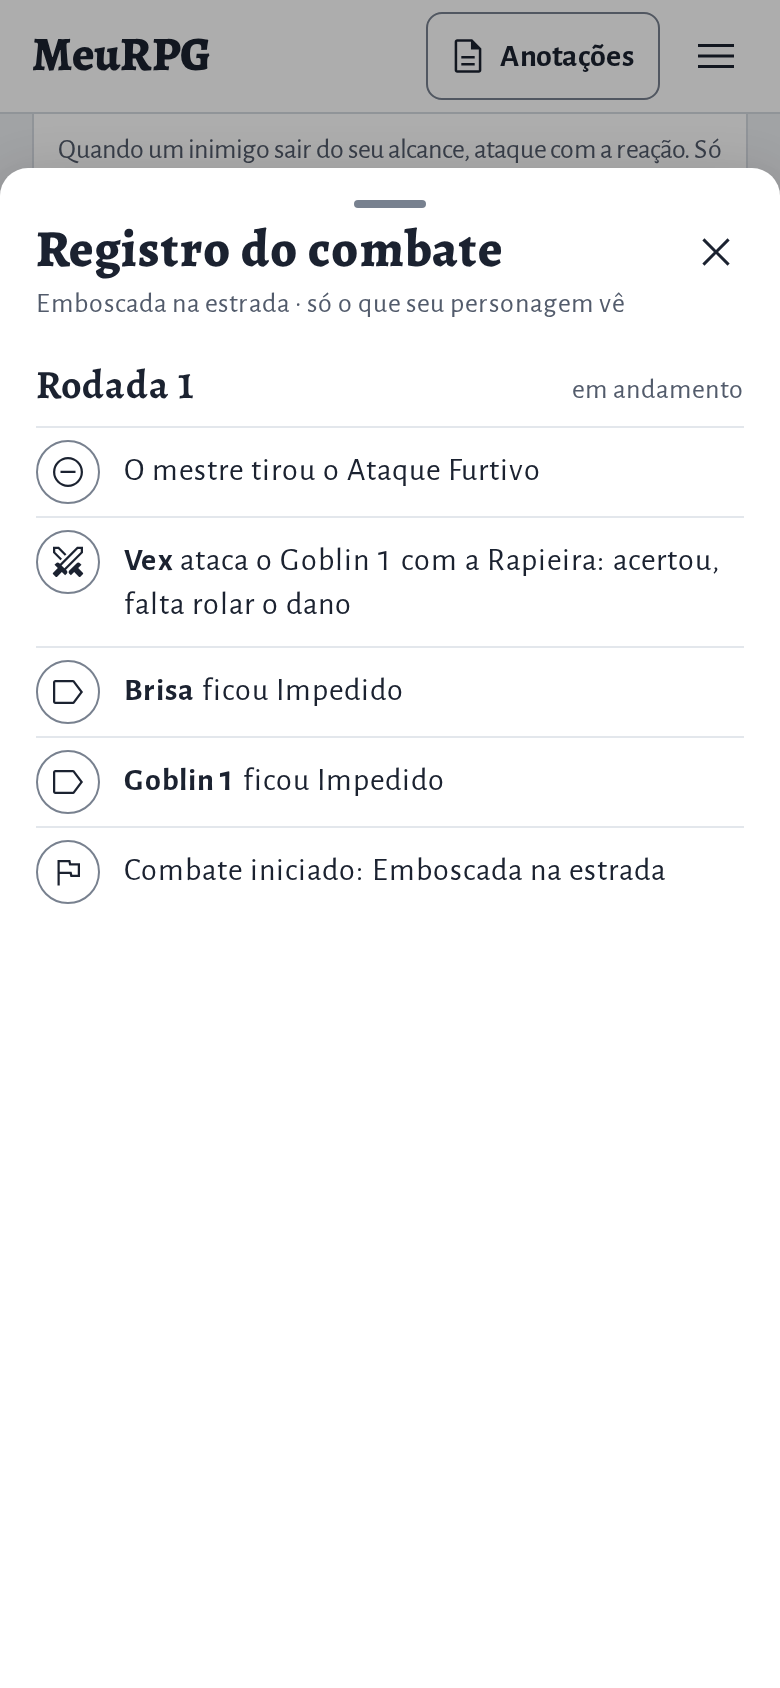 MeuRPG
Anotações
Quando um inimigo sair do seu alcance, ataque com a reação. Só
Registro do combate
Emboscada na estrada · só o que seu personagem vê
Rodada 1
em andamento
O mestre tirou o Ataque Furtivo
Vex ataca o Goblin 1 com a Rapieira: acertou,
falta rolar o dano
Brisa ficou Impedido
Goblin 1 ficou Impedido
Combate iniciado: Emboscada na estrada